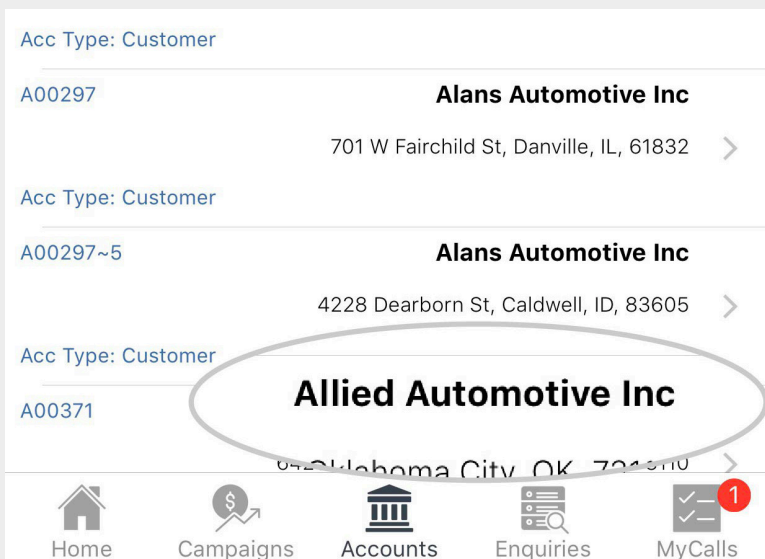 Acc Type: Customer
A00297 Alans Automotive Inc
701 W Fairchild St, Danville, IL, 61832
Acc Type: Customer
A00297~5 Alans Automotive Inc
4228 Dearborn St, Caldwell, ID, 83605
Acc Type: Customer
A00371 Allied Automotive Inc
Oklahoma City, OK,
1
Home Campaigns Accounts Enquiries MyCalls